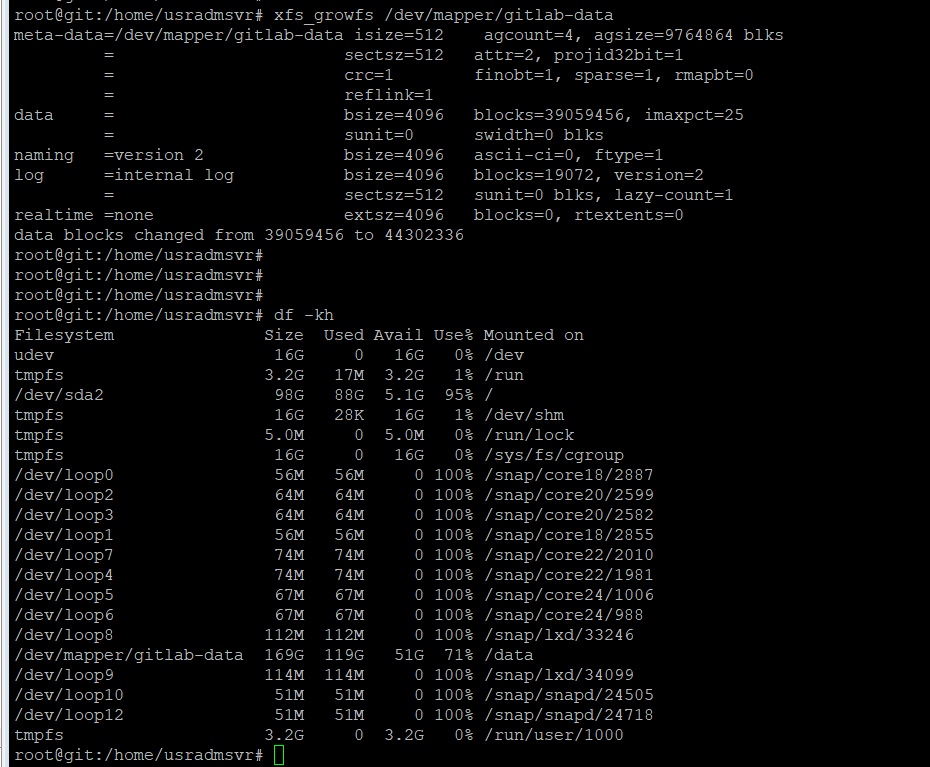 root@git:/home/usradmsvr# xfs_growfs /dev/mapper/gitlab-data
meta-data=/dev/mapper/gitlab-data isize=512    agcount=4, agsize=9764864 blks
         =                       sectsz=512   attr=2, projid32bit=1
         =                       crc=1        finobt=1, sparse=1, rmapbt=0
         =                       reflink=1
data     =                       bsize=4096   blocks=39059456, imaxpct=25
         =                       sunit=0      swidth=0 blks
naming   =version 2              bsize=4096   ascii-ci=0, ftype=1
log      =internal log           bsize=4096   blocks=19072, version=2
         =                       sectsz=512   sunit=0 blks, lazy-count=1
realtime =none                   extsz=4096   blocks=0, rtextents=0
data blocks changed from 39059456 to 44302336
root@git:/home/usradmsvr#
root@git:/home/usradmsvr#
root@git:/home/usradmsvr#
root@git:/home/usradmsvr# df -kh
Filesystem               Size  Used Avail Use% Mounted on
udev                      16G     0   16G   0% /dev
tmpfs                    3.2G   17M  3.2G   1% /run
/dev/sda2                 98G   88G  5.1G  95% /
tmpfs                     16G   28K   16G   1% /dev/shm
tmpfs                    5.0M     0  5.0M   0% /run/lock
tmpfs                     16G     0   16G   0% /sys/fs/cgroup
/dev/loop0                56M   56M     0 100% /snap/core18/2887
/dev/loop2                64M   64M     0 100% /snap/core20/2599
/dev/loop3                64M   64M     0 100% /snap/core20/2582
/dev/loop1                56M   56M     0 100% /snap/core18/2855
/dev/loop7                74M   74M     0 100% /snap/core22/2010
/dev/loop4                74M   74M     0 100% /snap/core22/1981
/dev/loop5                67M   67M     0 100% /snap/core24/1006
/dev/loop6                67M   67M     0 100% /snap/core24/988
/dev/loop8               112M  112M     0 100% /snap/lxd/33246
/dev/mapper/gitlab-data  169G  119G   51G  71% /data
/dev/loop9               114M  114M     0 100% /snap/lxd/34099
/dev/loop10               51M   51M     0 100% /snap/snapd/24505
/dev/loop12               51M   51M     0 100% /snap/snapd/24718
tmpfs                    3.2G     0  3.2G   0% /run/user/1000
root@git:/home/usradmsvr#